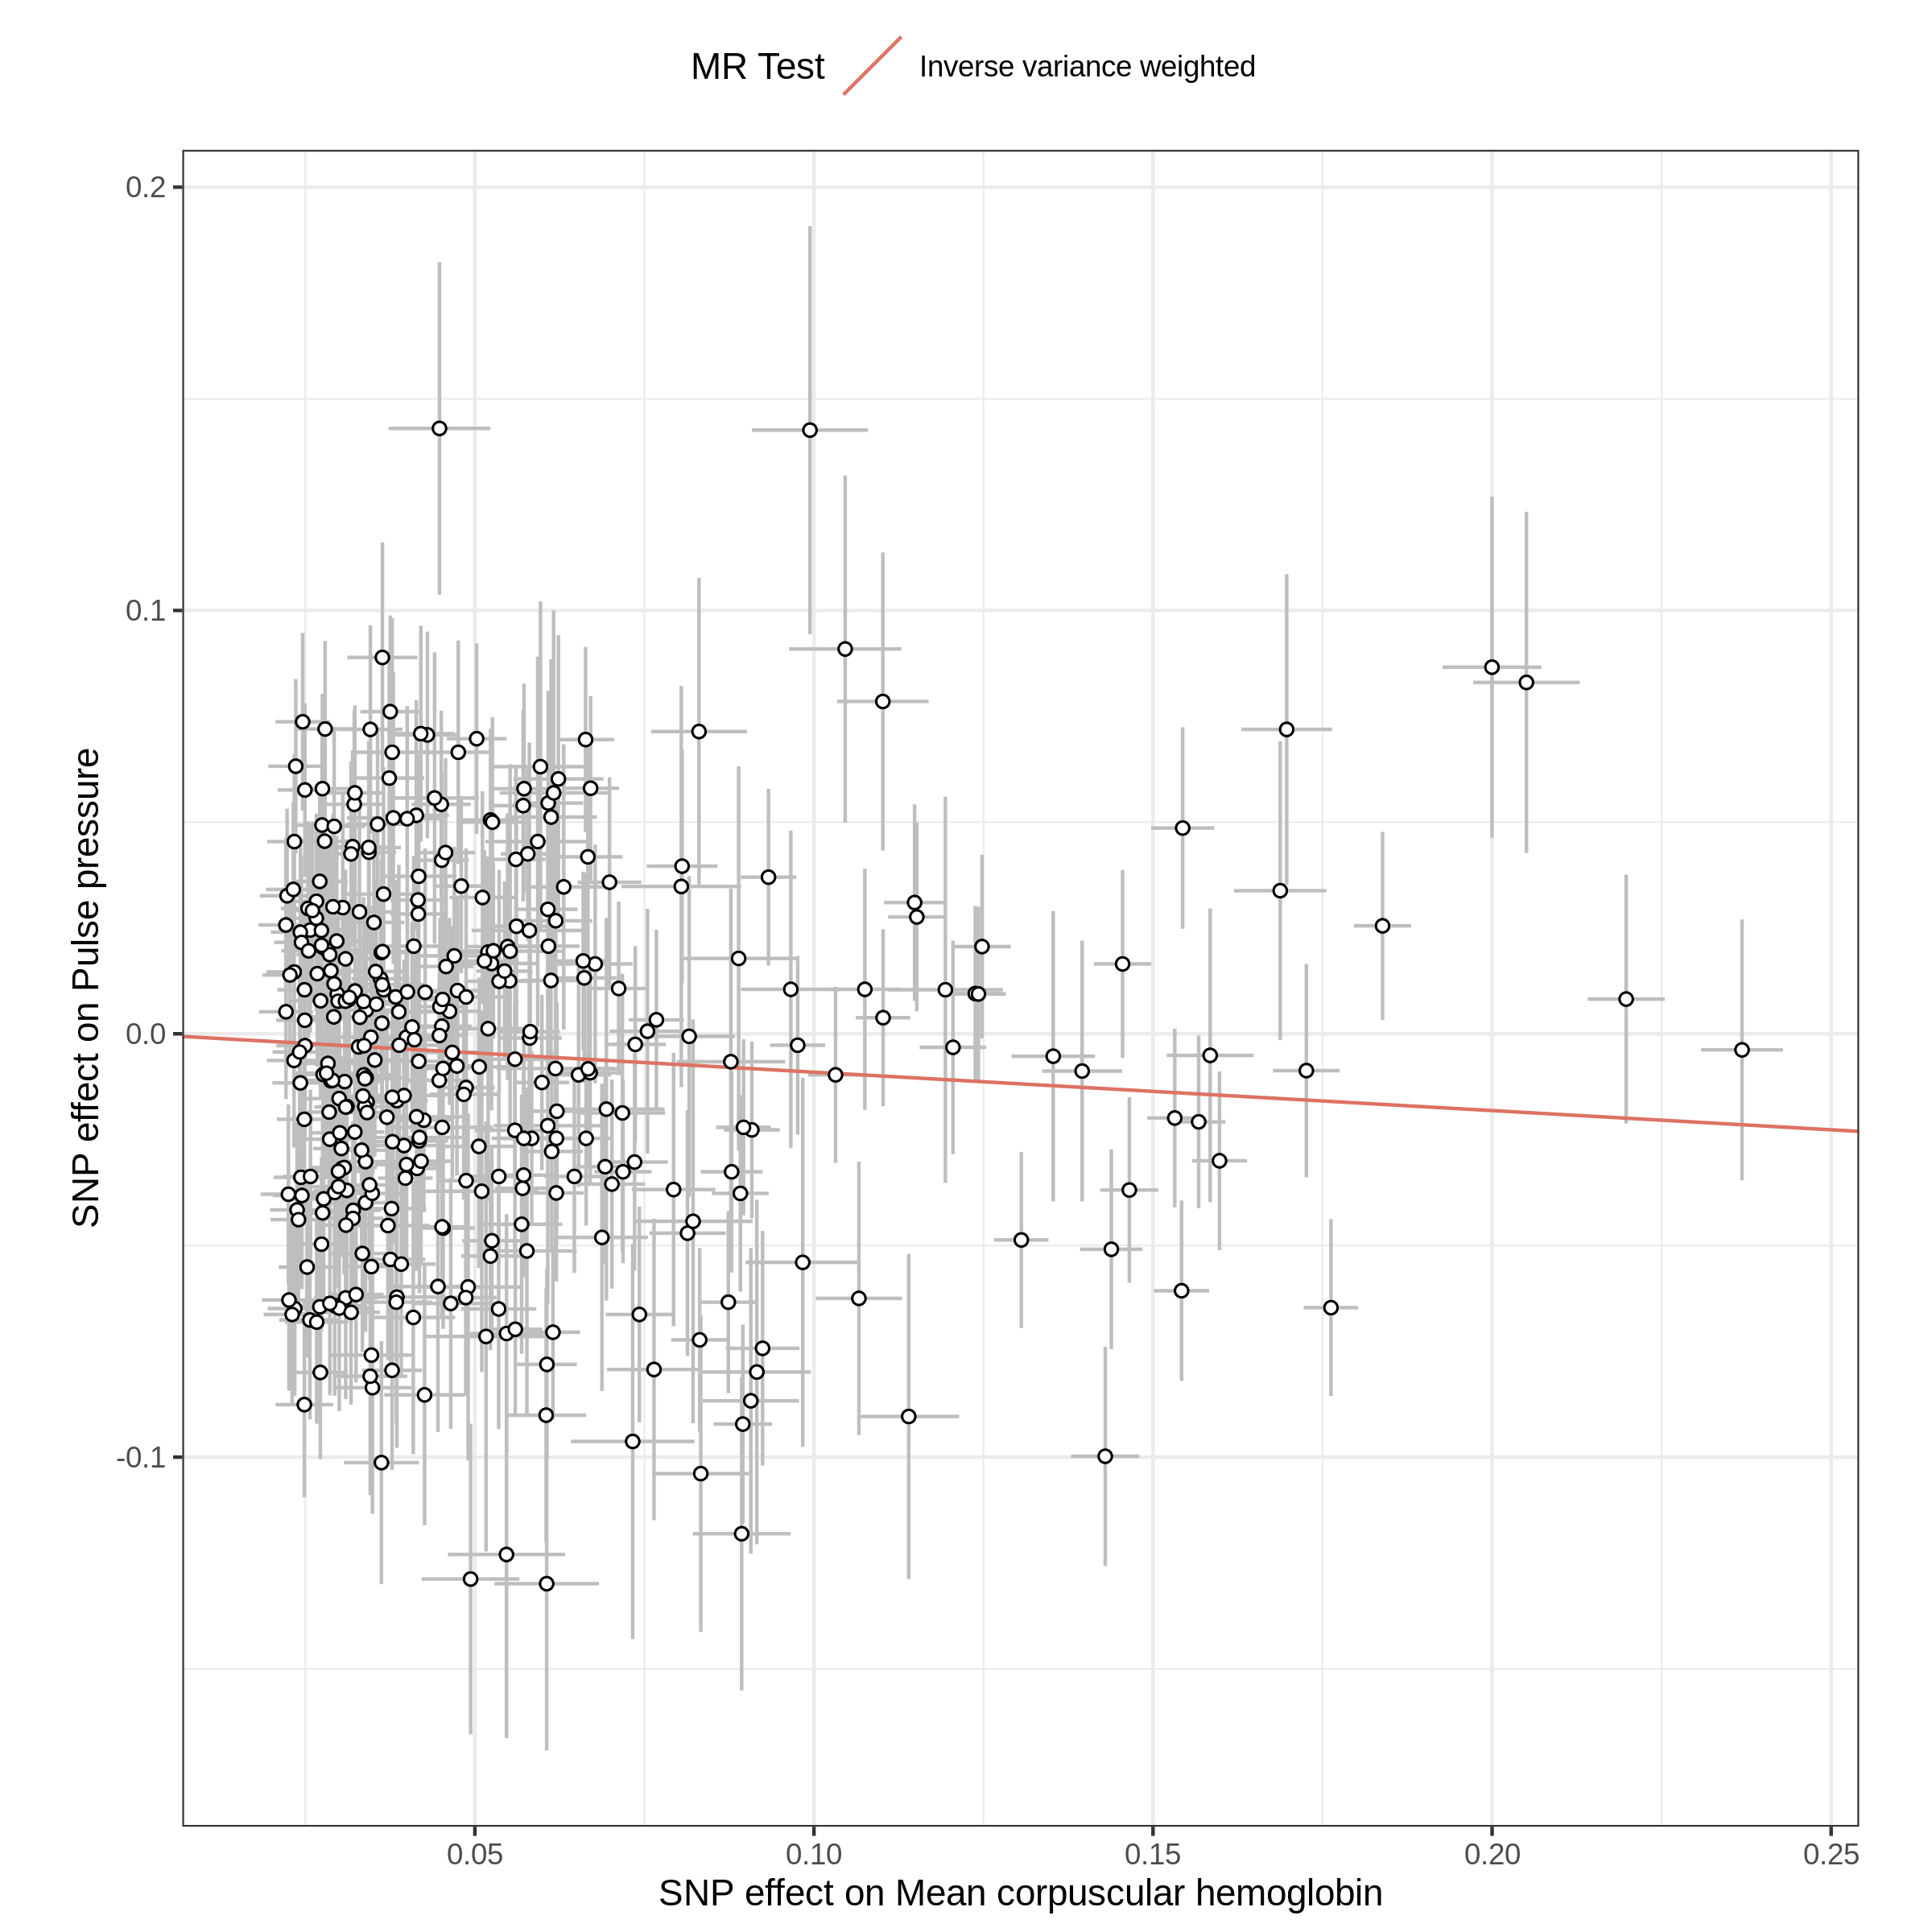 MR Test
Inverse variance weighted
0.2
0.1
0.0
-0.1
SNP effect on Pulse pressure
0.05
0.10
0.15
0.20
0.25
SNP effect on Mean corpuscular hemoglobin